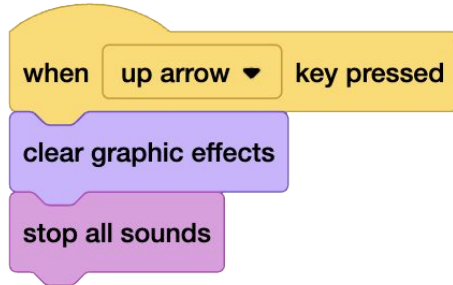 when up arrow key pressed
clear graphic effects
stop all sounds